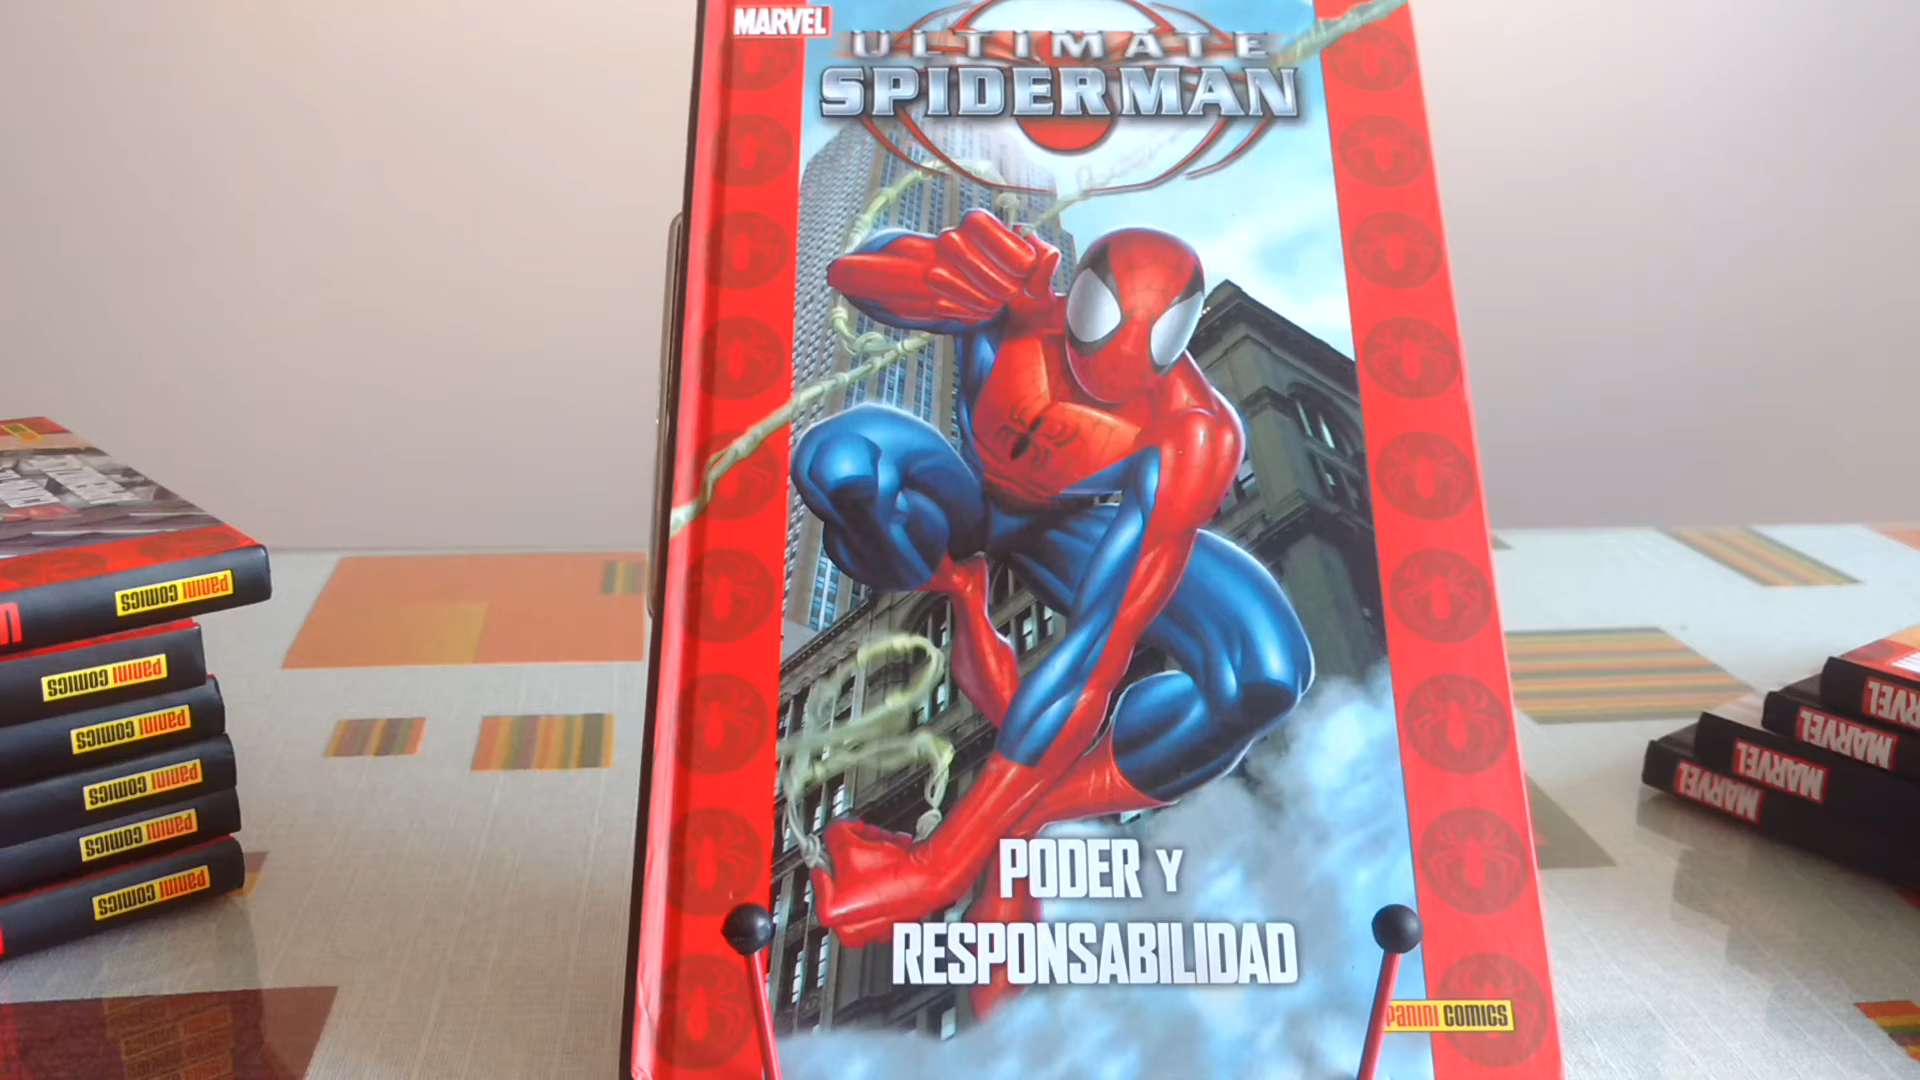 MARVEL
ULTIMATE
SPIDERMAN
PODER Y
RESPONSABILIDAD
PANINI COMICS
PANINI COMICS
PANINI COMICS
PANINI COMICS
PANINI COMICS
PANINI COMICS
PANINI COMICS
MARVEL
MARVEL
MARVEL
MARVEL